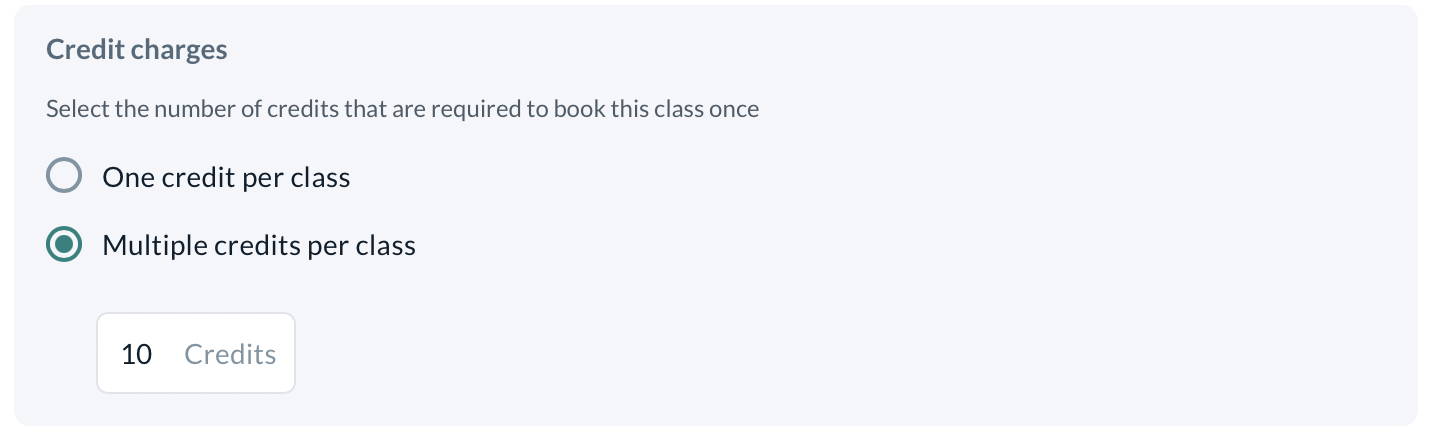 Credit charges
Select the number of credits that are required to book this class once
One credit per class
Multiple credits per class
10 Credits